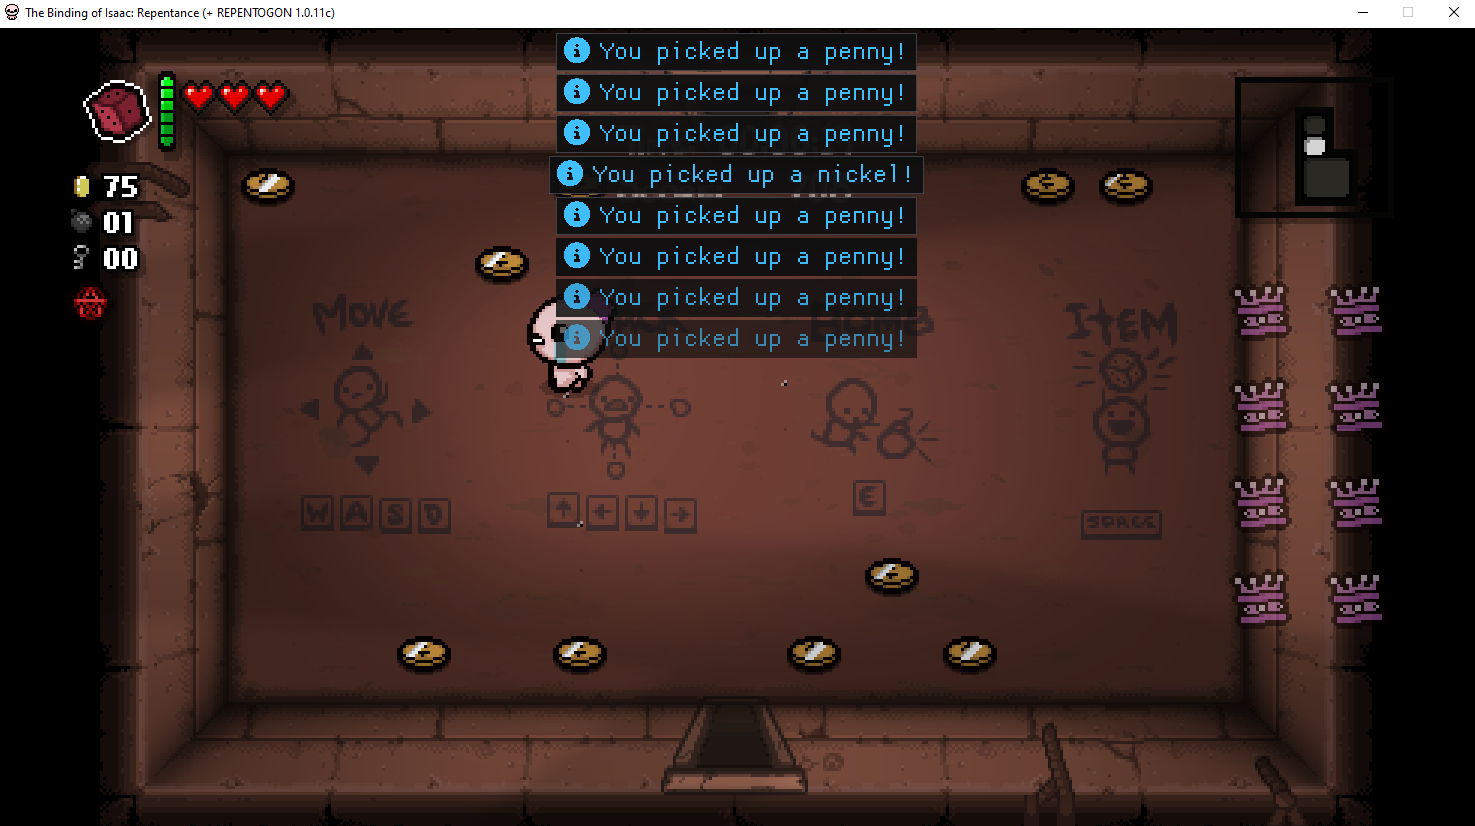 The Binding of Isaac: Repentance (+ REPENTOGON 1.0.11c)
You picked up a penny!
You picked up a penny!
You picked up a penny!
You picked up a nickel!
You picked up a penny!
You picked up a penny!
You picked up a penny!
You picked up a penny!
75
01
00
MOVE
ITEM
W A S D
E
SPACE